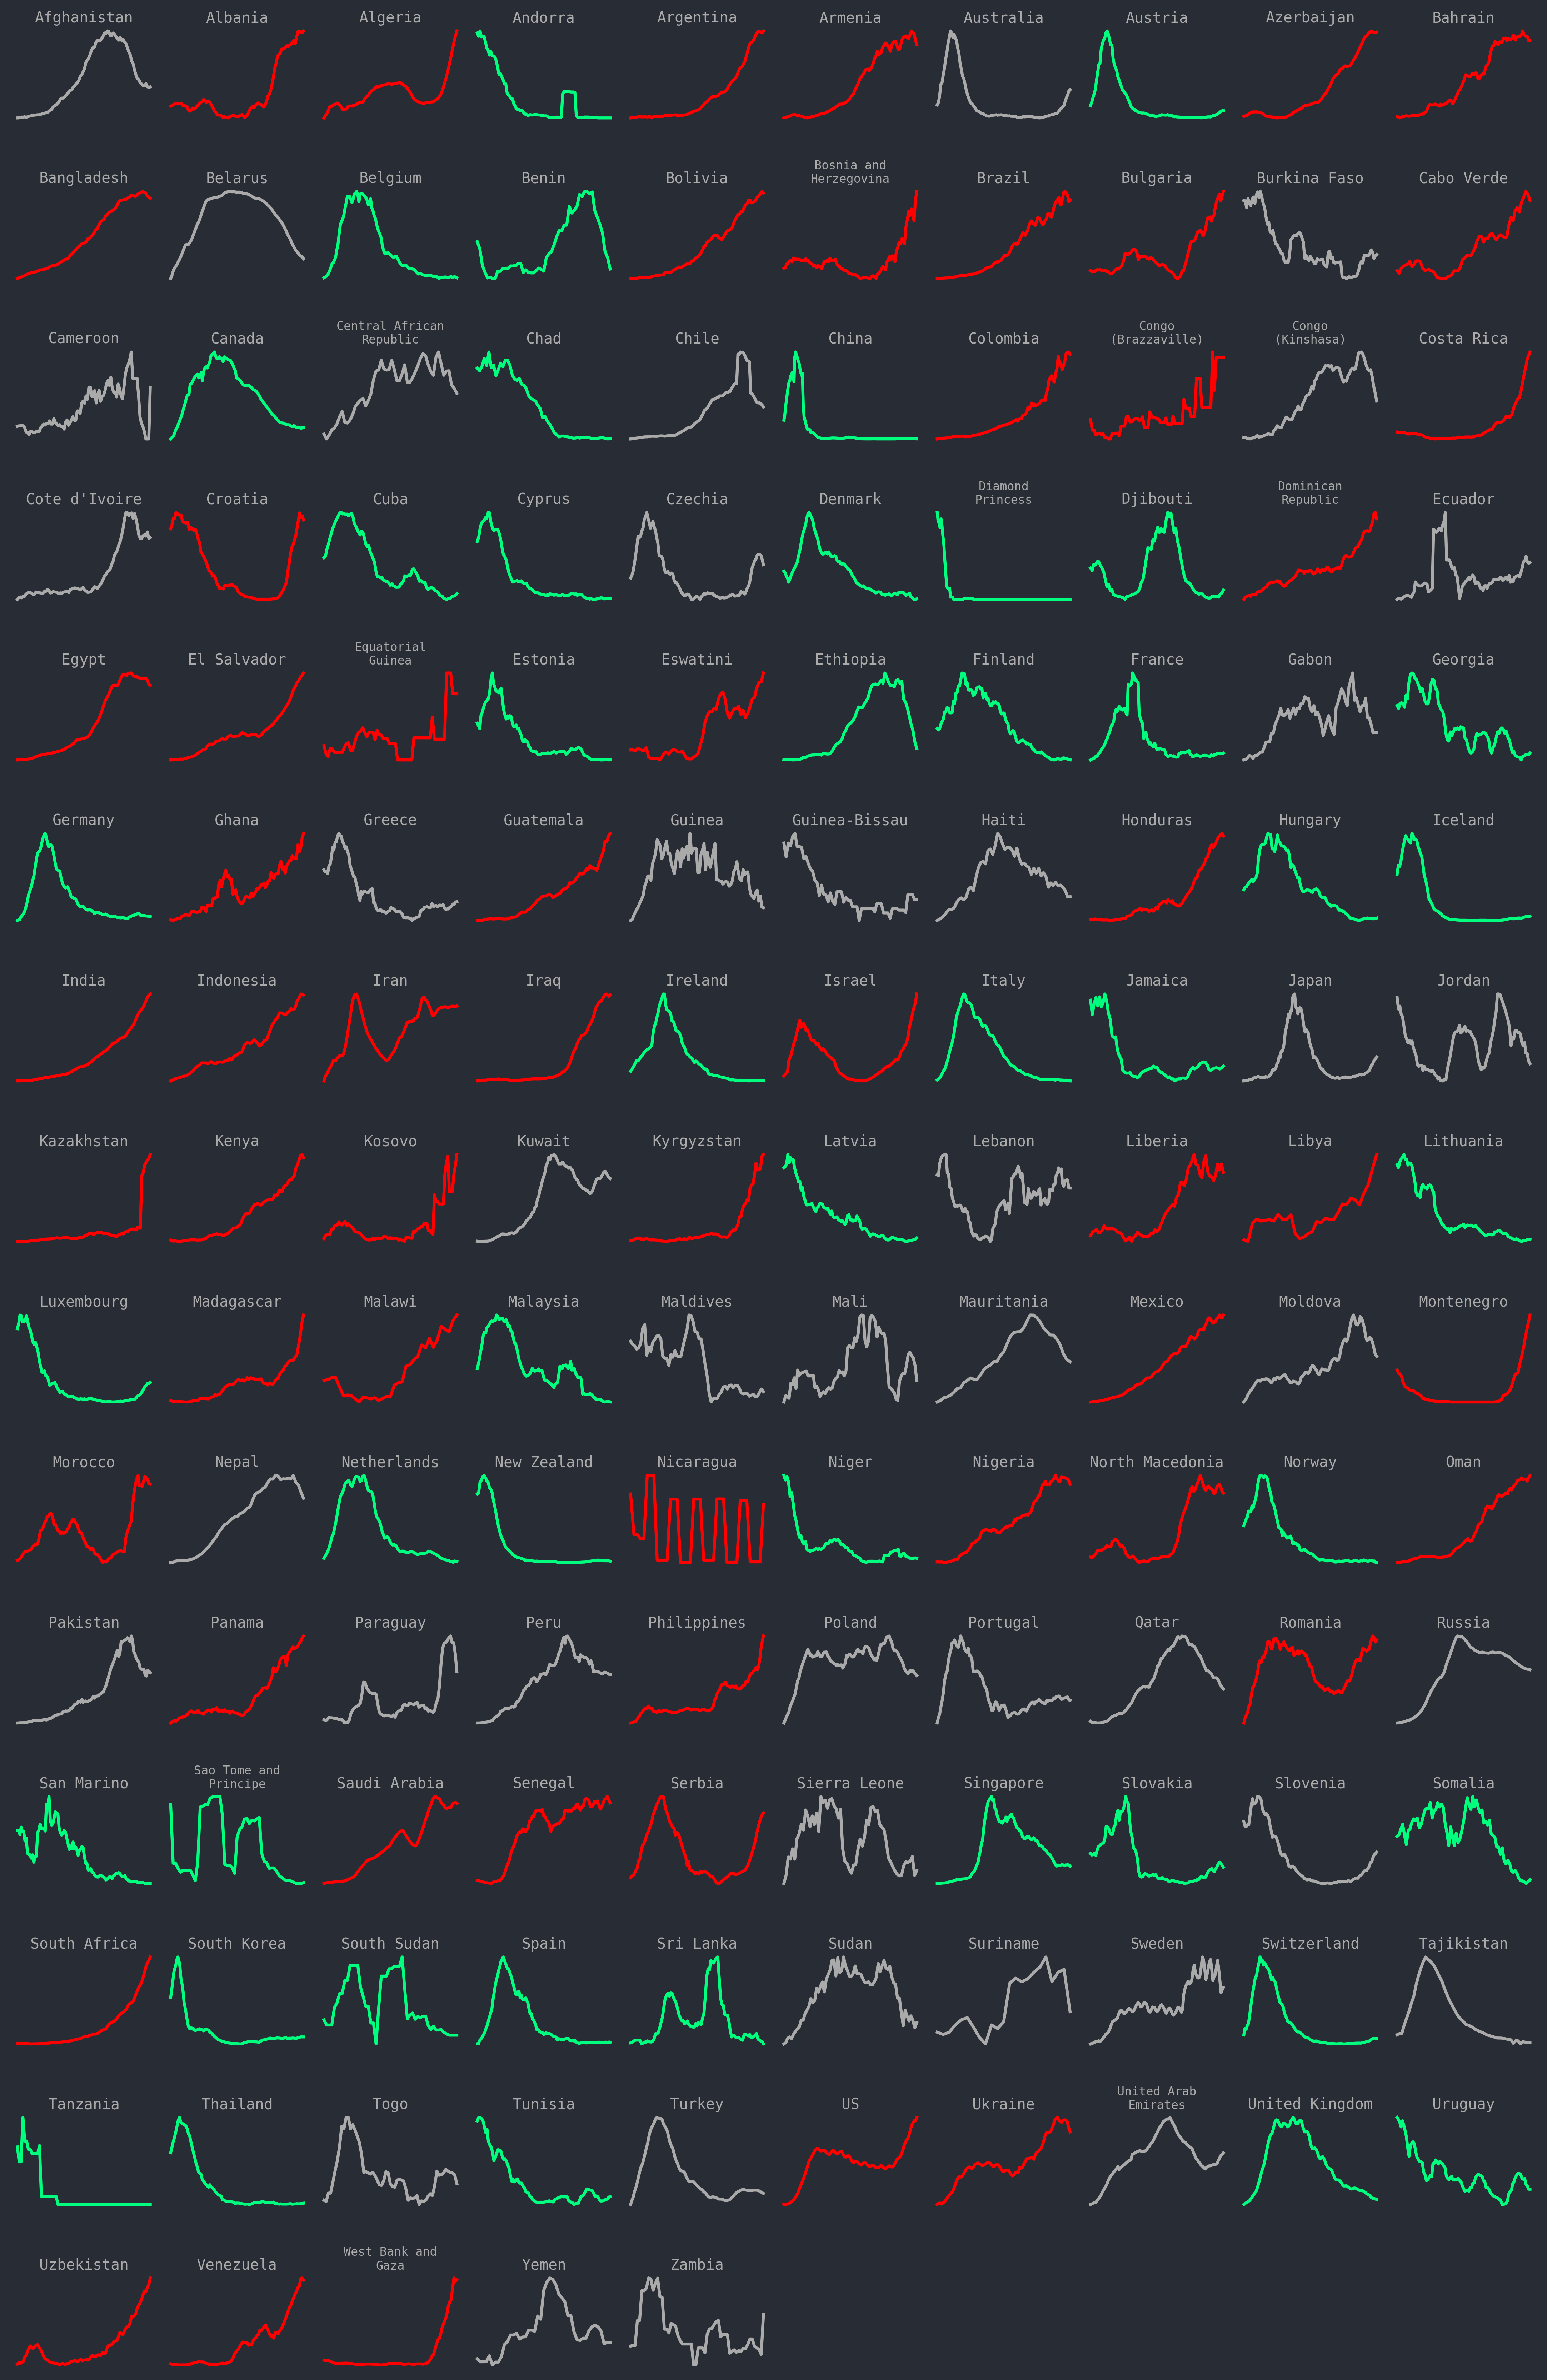 Afghanistan
Albania
Algeria
Andorra
Argentina
Armenia
Australia
Austria
Azerbaijan
Bahrain
Bangladesh
Belarus
Belgium
Benin
Bolivia
Bosnia and
Herzegovina
Brazil
Bulgaria
Burkina Faso
Cabo Verde
Cameroon
Canada
Central African
Republic
Chad
Chile
China
Colombia
Congo
(Brazzaville)
Congo
(Kinshasa)
Costa Rica
Cote d'Ivoire
Croatia
Cuba
Cyprus
Czechia
Denmark
Diamond
Princess
Djibouti
Dominican
Republic
Ecuador
Egypt
El Salvador
Equatorial
Guinea
Estonia
Eswatini
Ethiopia
Finland
France
Gabon
Georgia
Germany
Ghana
Greece
Guatemala
Guinea
Guinea-Bissau
Haiti
Honduras
Hungary
Iceland
India
Indonesia
Iran
Iraq
Ireland
Israel
Italy
Jamaica
Japan
Jordan
Kazakhstan
Kenya
Kosovo
Kuwait
Kyrgyzstan
Latvia
Lebanon
Liberia
Libya
Lithuania
Luxembourg
Madagascar
Malawi
Malaysia
Maldives
Mali
Mauritania
Mexico
Moldova
Montenegro
Morocco
Nepal
Netherlands
New Zealand
Nicaragua
Niger
Nigeria
North Macedonia
Norway
Oman
Pakistan
Panama
Paraguay
Peru
Philippines
Poland
Portugal
Qatar
Romania
Russia
San Marino
Sao Tome and
Principe
Saudi Arabia
Senegal
Serbia
Sierra Leone
Singapore
Slovakia
Slovenia
Somalia
South Africa
South Korea
South Sudan
Spain
Sri Lanka
Sudan
Suriname
Sweden
Switzerland
Tajikistan
Tanzania
Thailand
Togo
Tunisia
Turkey
US
Ukraine
United Arab
Emirates
United Kingdom
Uruguay
Uzbekistan
Venezuela
West Bank and
Gaza
Yemen
Zambia